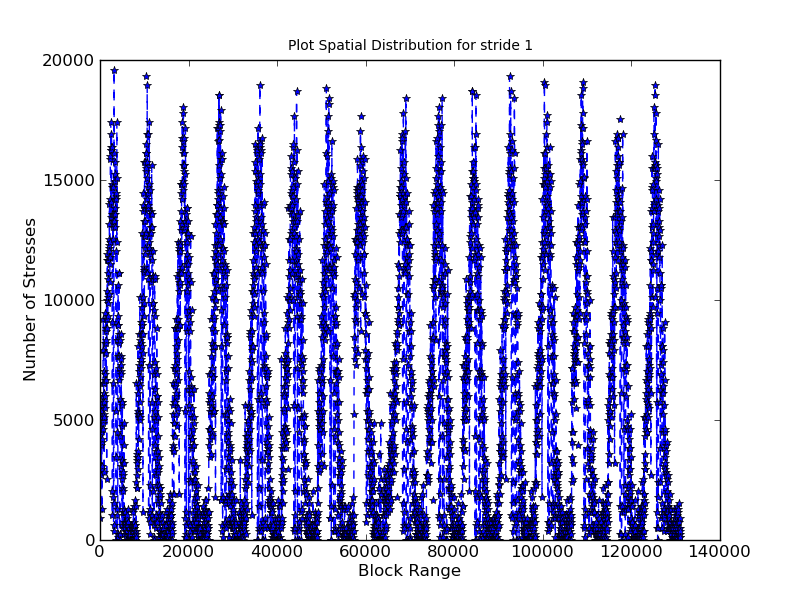 Plot Spatial Distribution for stride 1
20000
15000
10000
5000
0
Number of Stresses
0 20000 40000 60000 80000 100000 120000 140000
Block Range